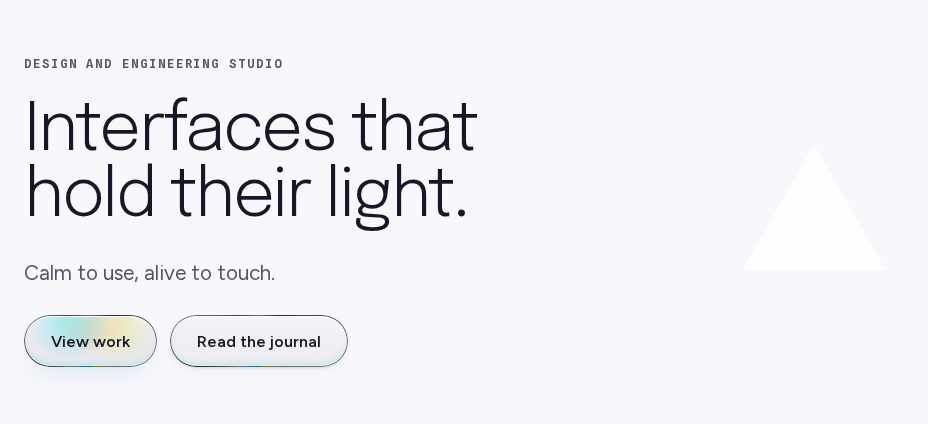 DESIGN AND ENGINEERING STUDIO
Interfaces that
hold their light.
Calm to use, alive to touch.
View work
Read the journal